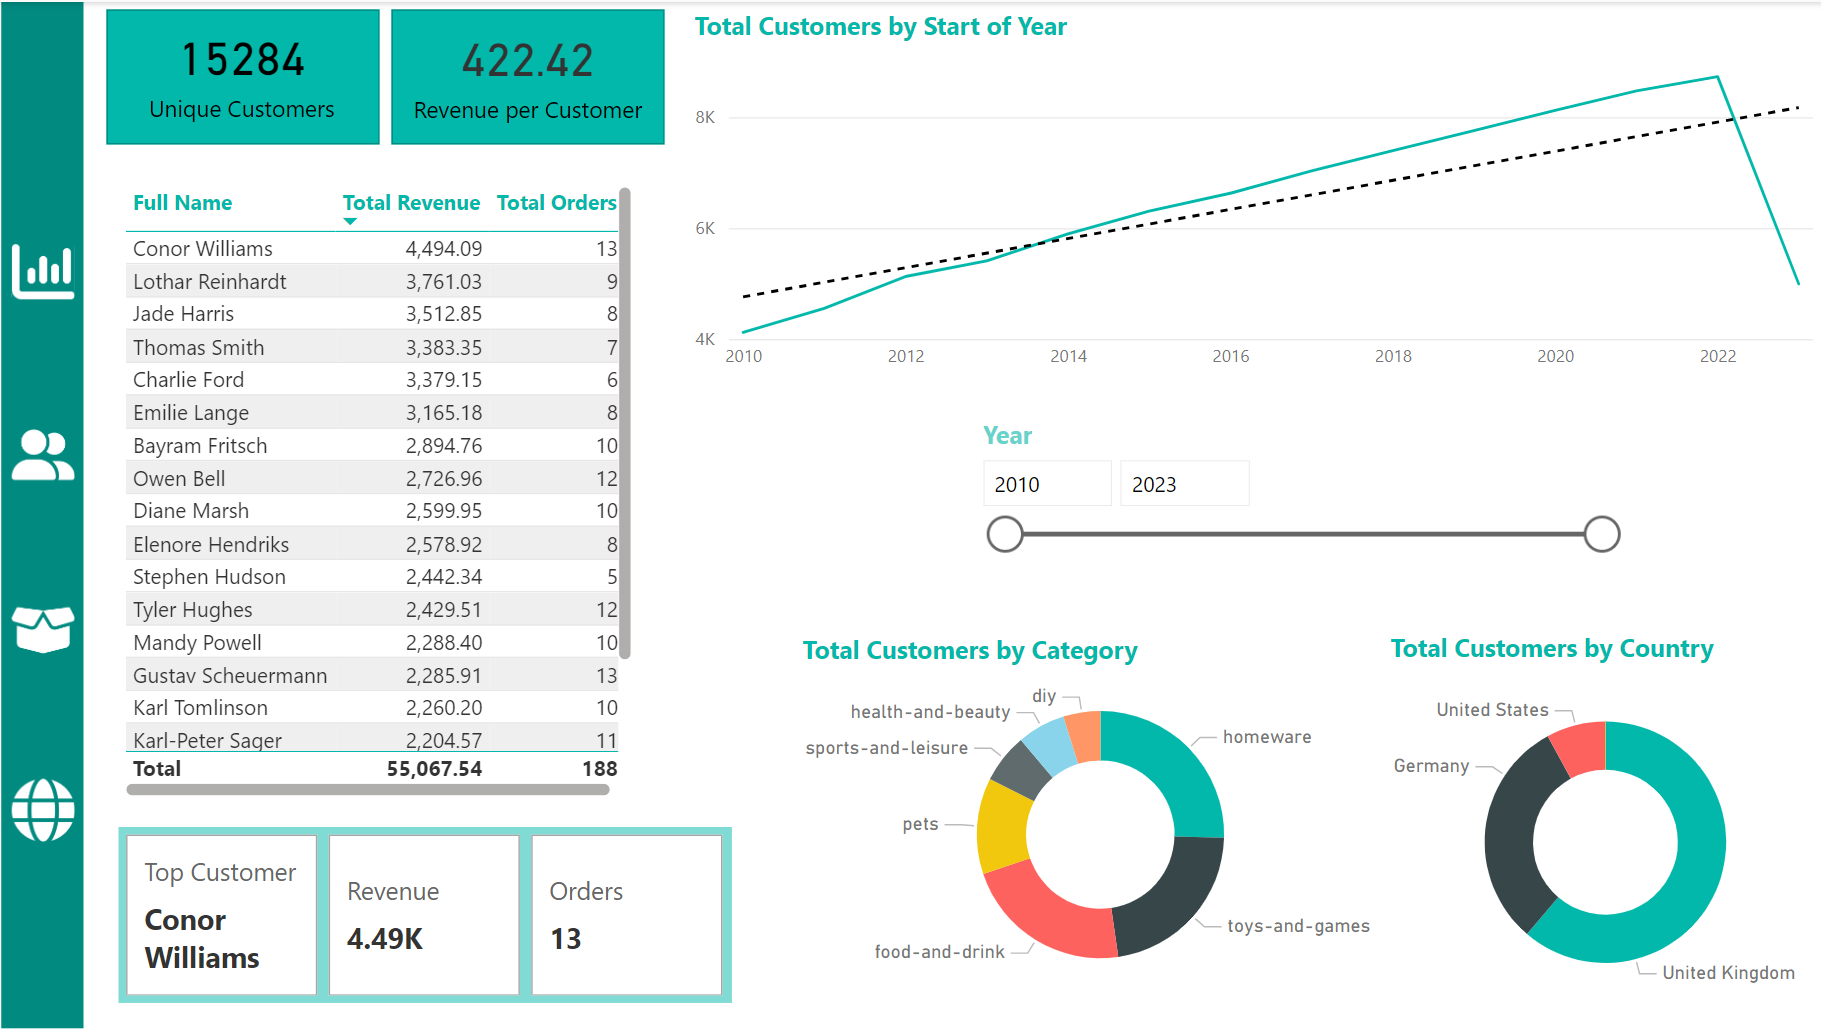 15284
Unique Customers
422.42
Revenue per Customer
Full Name Total Revenue Total Orders
Conor Williams 4,494.09 13
Lothar Reinhardt 3,761.03 9
Jade Harris 3,512.85 8
Thomas Smith 3,383.35 7
Charlie Ford 3,379.15 6
Emilie Lange 3,165.18 8
Bayram Fritsch 2,894.76 10
Owen Bell 2,726.96 12
Diane Marsh 2,599.95 10
Elenore Hendriks 2,578.92 8
Stephen Hudson 2,442.34 5
Tyler Hughes 2,429.51 12
Mandy Powell 2,288.40 10
Gustav Scheuermann 2,285.91 13
Karl Tomlinson 2,260.20 10
Karl-Peter Sager 2,204.57 11
Total 55,067.54 188
Top Customer
Conor
Williams
Revenue
4.49K
Orders
13
Total Customers by Start of Year
8K
6K
4K
2010 2012 2014 2016 2018 2020 2022
Year
2010 2023
Total Customers by Category
diy
health-and-beauty
sports-and-leisure
homeware
pets
toys-and-games
food-and-drink
Total Customers by Country
United States
Germany
United Kingdom